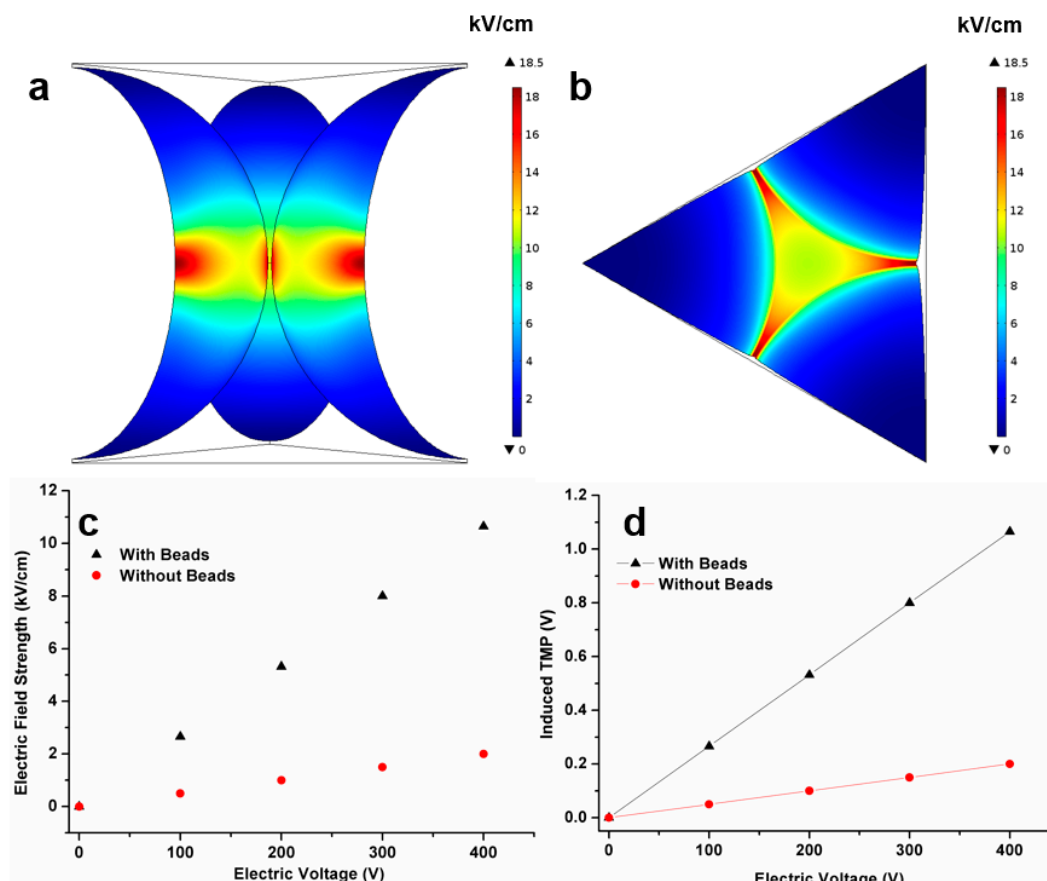 kV/cm
a
▲ 18.5
18
16
14
12
10
8
6
4
2
▼ 0
kV/cm
b
▲ 18.5
18
16
14
12
10
8
6
4
2
▼ 0
c
With Beads
Without Beads
Electric Field Strength (kV/cm)
12
10
8
6
4
2
0
0 100 200 300 400
Electric Voltage (V)
d
With Beads
Without Beads
Induced TMP (V)
1.2
1.0
0.8
0.6
0.4
0.2
0.0
0 100 200 300 400
Electric Voltage (V)